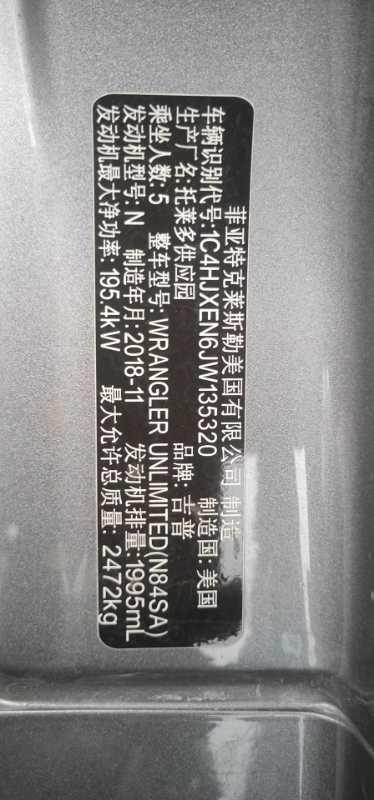 菲亚特克莱斯勒美国有限公司 制造
车辆识别代号:1C4HJXEN6JW135320 制造国: 美国
生产厂名:托莱多供应园 品牌: 吉普
乘坐人数: 5 整车型号: WRANGLER UNLIMITED(N84SA)
发动机型号: N 制造年月: 2018-11 发动机排量: 1995mL
发动机最大净功率: 195.4kW 最大允许总质量: 2472kg